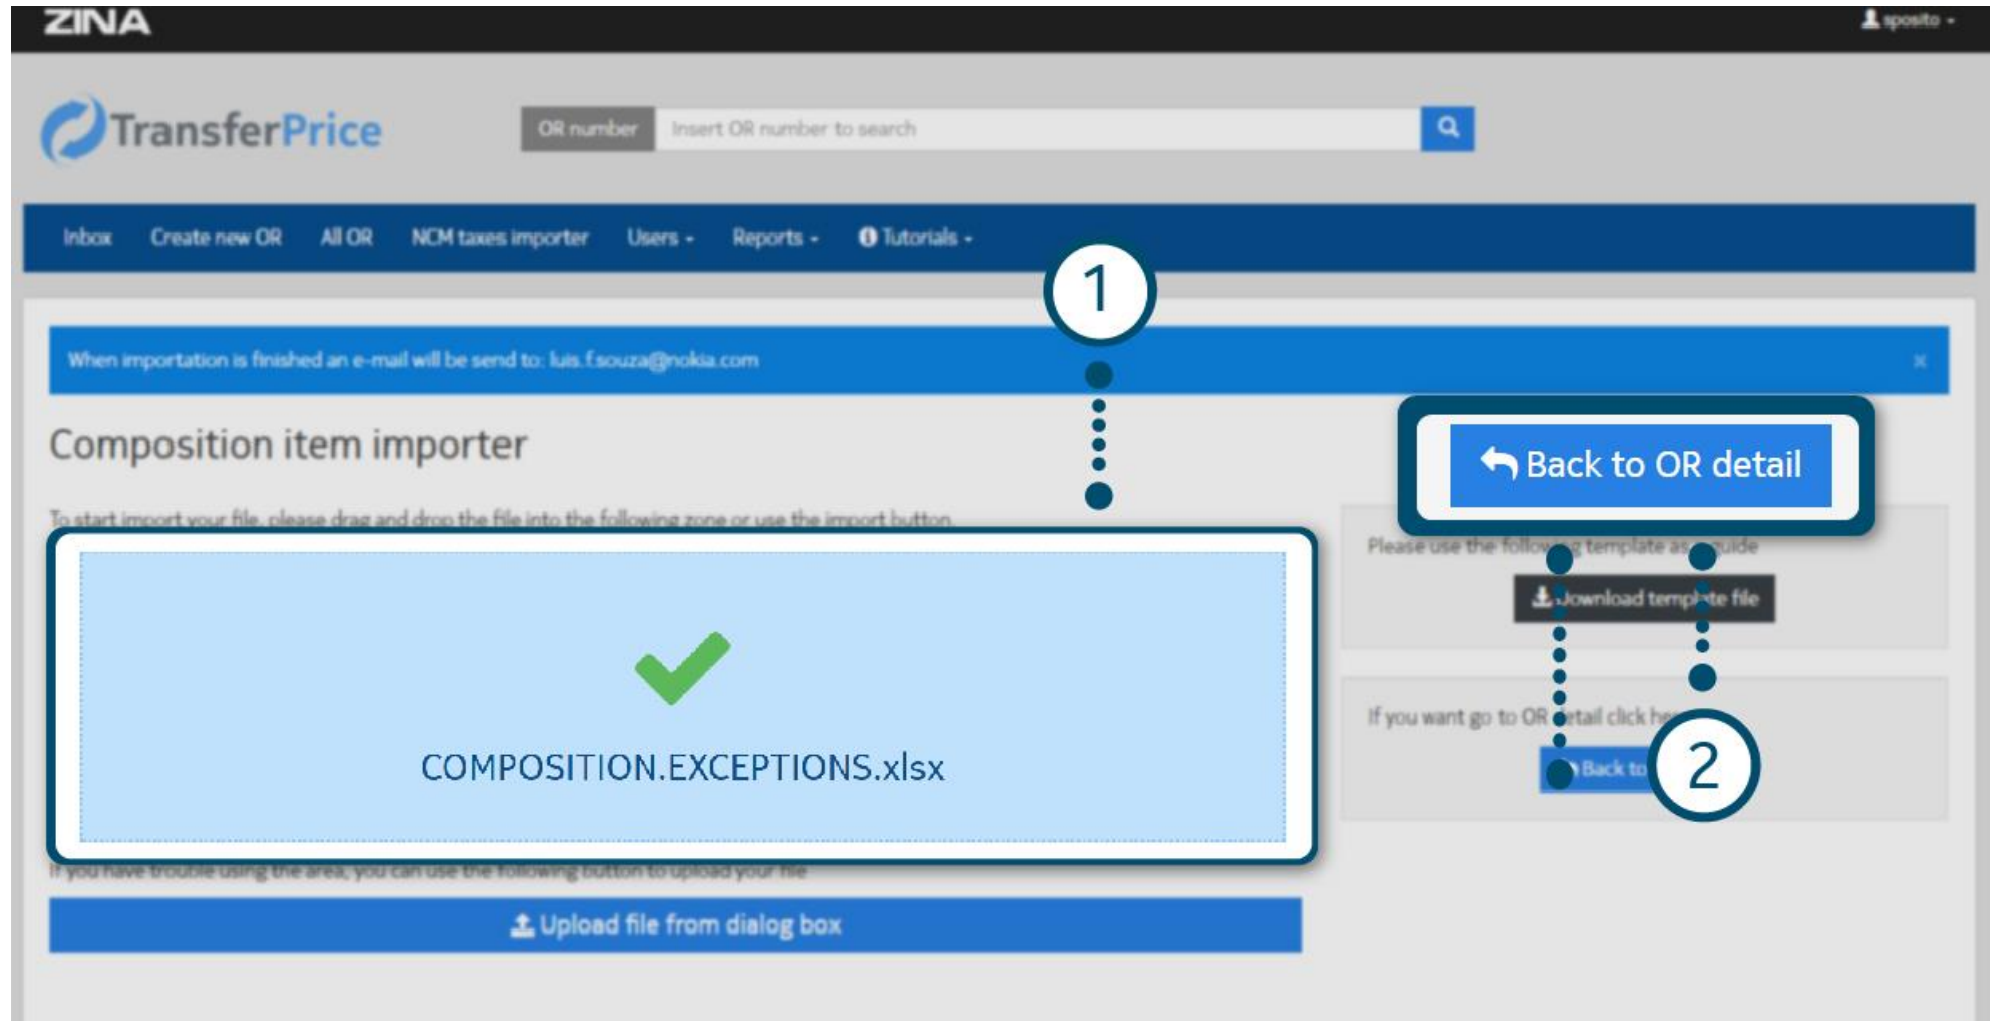 ZINA
sposito
TransferPrice
OR number Insert OR number to search
Inbox Create new OR All OR NCM taxes importer Users Reports Tutorials
1
When importation is finished an e-mail will be send to: luis.f.souza@nokia.com ×
Composition item importer
Back to OR detail
To start import your file, please drag and drop the file into the following zone or use the import button.
Please use the following template as guide
Download template file
COMPOSITION.EXCEPTIONS.xlsx
If you want go to OR detail click
Back to
2
If you have trouble using the area, you can use the following button to upload your file
Upload file from dialog box